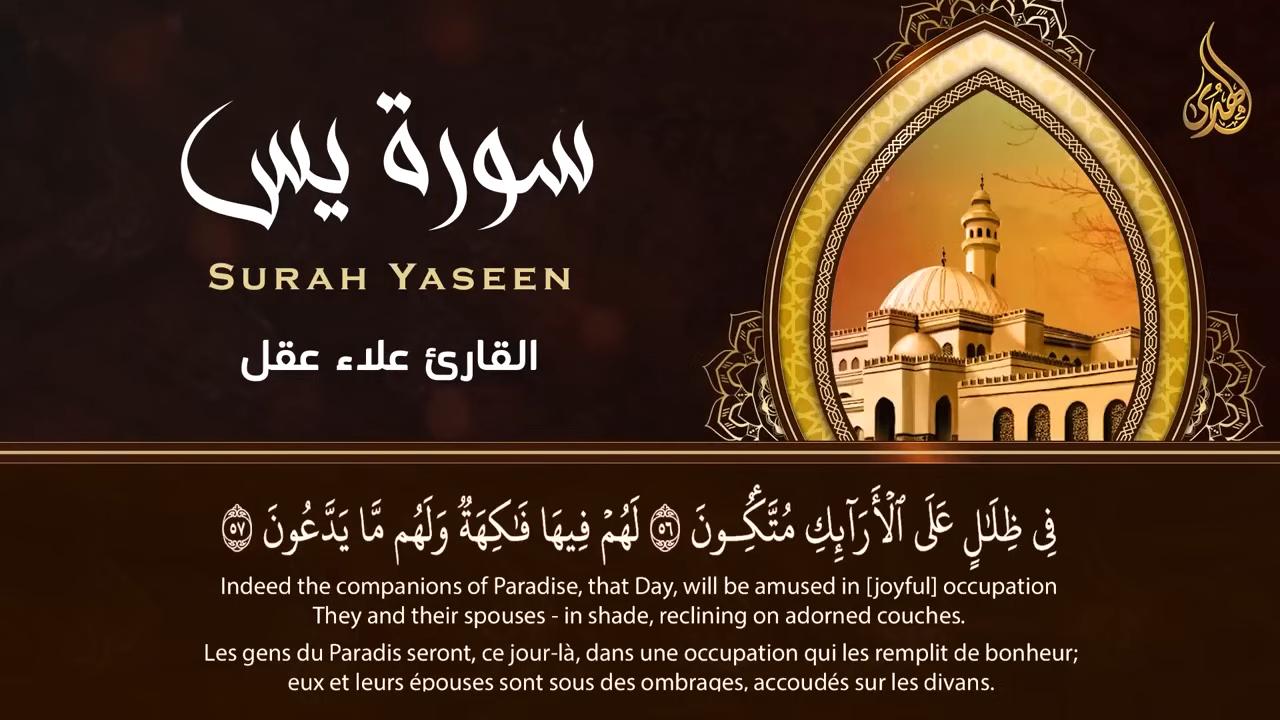 سورة يس
SURAH YASEEN
القارئ علاء عقل
الهدى
فِي ظِلَٰلٍ عَلَى ٱلْأَرَآئِكِ مُتَّكِـُٔونَ ٥٦ لَهُمْ فِيهَا فَٰكِهَةٌ وَلَهُم مَّا يَدَّعُونَ ٥٧
Indeed the companions of Paradise, that Day, will be amused in [joyful] occupation
They and their spouses - in shade, reclining on adorned couches.
Les gens du Paradis seront, ce jour-là, dans une occupation qui les remplit de bonheur;
eux et leurs épouses sont sous des ombrages, accoudés sur les divans.